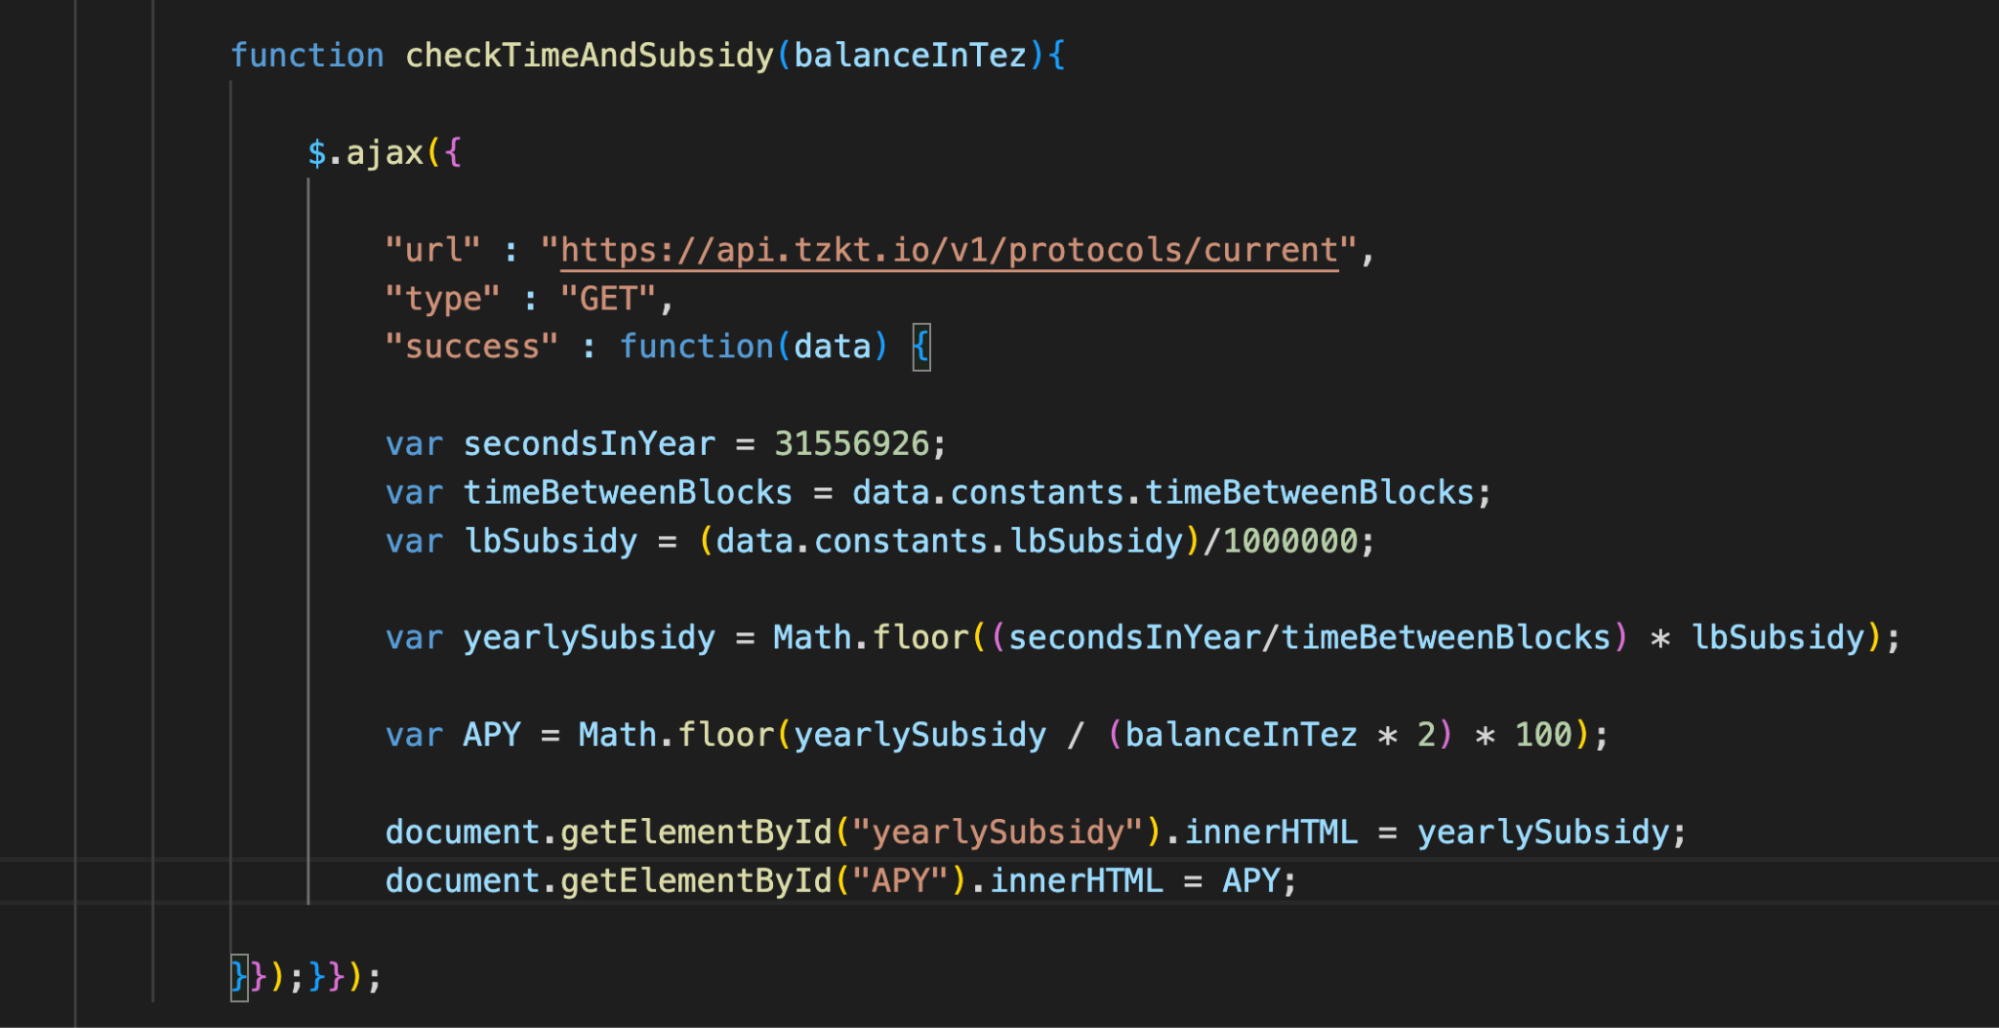 function checkTimeAndSubsidy(balanceInTez){
$.ajax({
"url" : "https://api.tzkt.io/v1/protocols/current",
"type" : "GET",
"success" : function(data) {
var secondsInYear = 31556926;
var timeBetweenBlocks = data.constants.timeBetweenBlocks;
var lbSubsidy = (data.constants.lbSubsidy)/1000000;
var yearlySubsidy = Math.floor((secondsInYear/timeBetweenBlocks) * lbSubsidy);
var APY = Math.floor(yearlySubsidy / (balanceInTez * 2) * 100);
document.getElementById("yearlySubsidy").innerHTML = yearlySubsidy;
document.getElementById("APY").innerHTML = APY;
}});}});